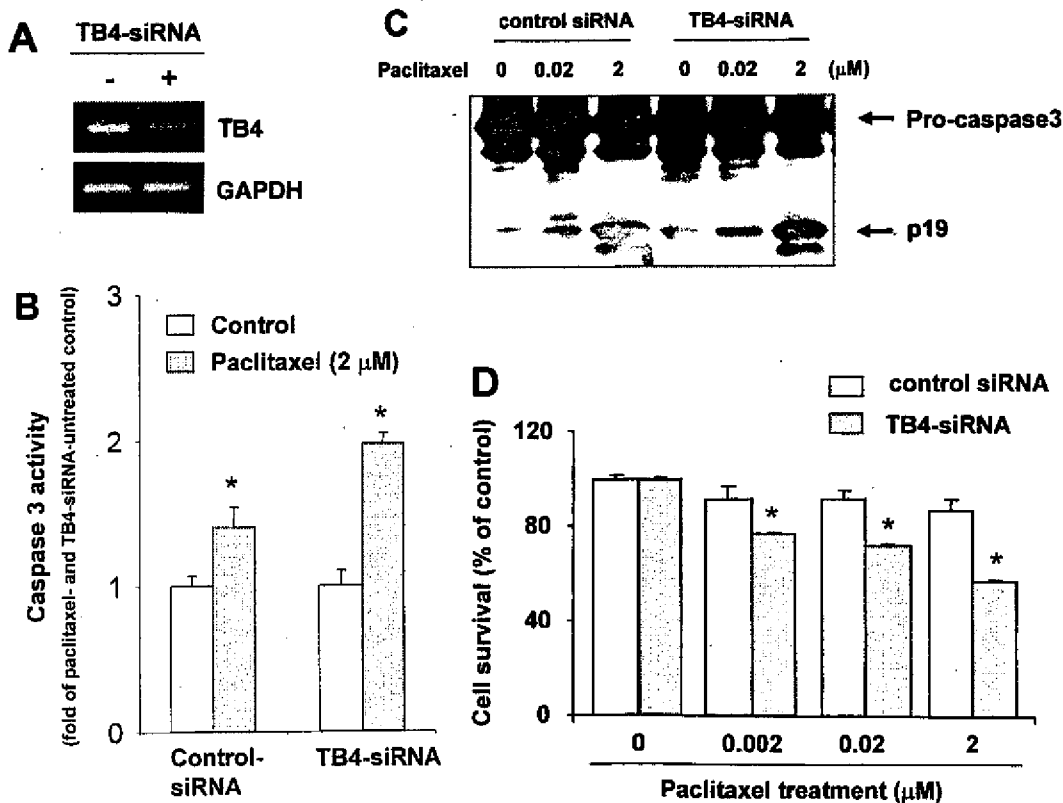 A
TB4-siRNA
- +
TB4
GAPDH
C
control siRNA TB4-siRNA
Paclitaxel 0 0.02 2 0 0.02 2 (μM)
Pro-caspase3
p19
B
Caspase 3 activity
(fold of paclitaxel- and TB4-siRNA-untreated control)
3
2
1
0
Control
Paclitaxel (2 μM)
*
*
Control-
siRNA
TB4-siRNA
D
control siRNA
TB4-siRNA
Cell survival (% of control)
120
80
40
0
*
*
*
0 0.002 0.02 2
Paclitaxel treatment (μM)